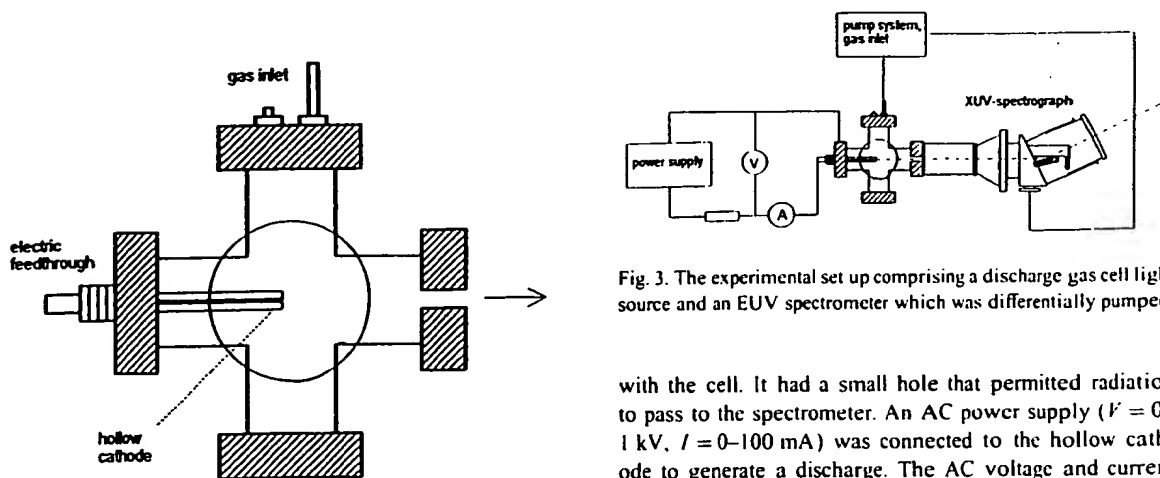 gas inlet
electric
feedthrough
hollow
cathode
pump system,
gas inlet
XUV-spectrograph
power supply
V
A
Fig. 3. The experimental set up comprising a discharge gas cell ligh
source and an EUV spectrometer which was differentially pumpe
with the cell. It had a small hole that permitted radiatio
to pass to the spectrometer. An AC power supply (V = 0
1 kV, I = 0–100 mA) was connected to the hollow cath
ode to generate a discharge. The AC voltage and curren